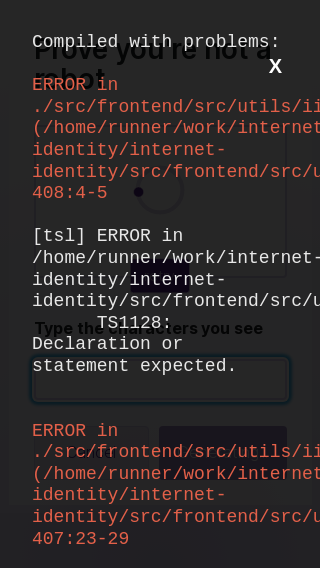 Compiled with problems:
Prove you're not a
robot
X
ERROR in
./src/frontend/src/utils/ii
(/home/runner/work/internet
identity/internet-
identity/src/frontend/src/u
408:4-5
[tsl] ERROR in
/home/runner/work/internet-
identity/internet-
identity/src/frontend/src/u
TS1128:
Type the characters you see
Declaration or
statement expected.
ERROR in
./src/frontend/src/utils/ii
(/home/runner/work/internet
identity/internet-
identity/src/frontend/src/u
407:23-29